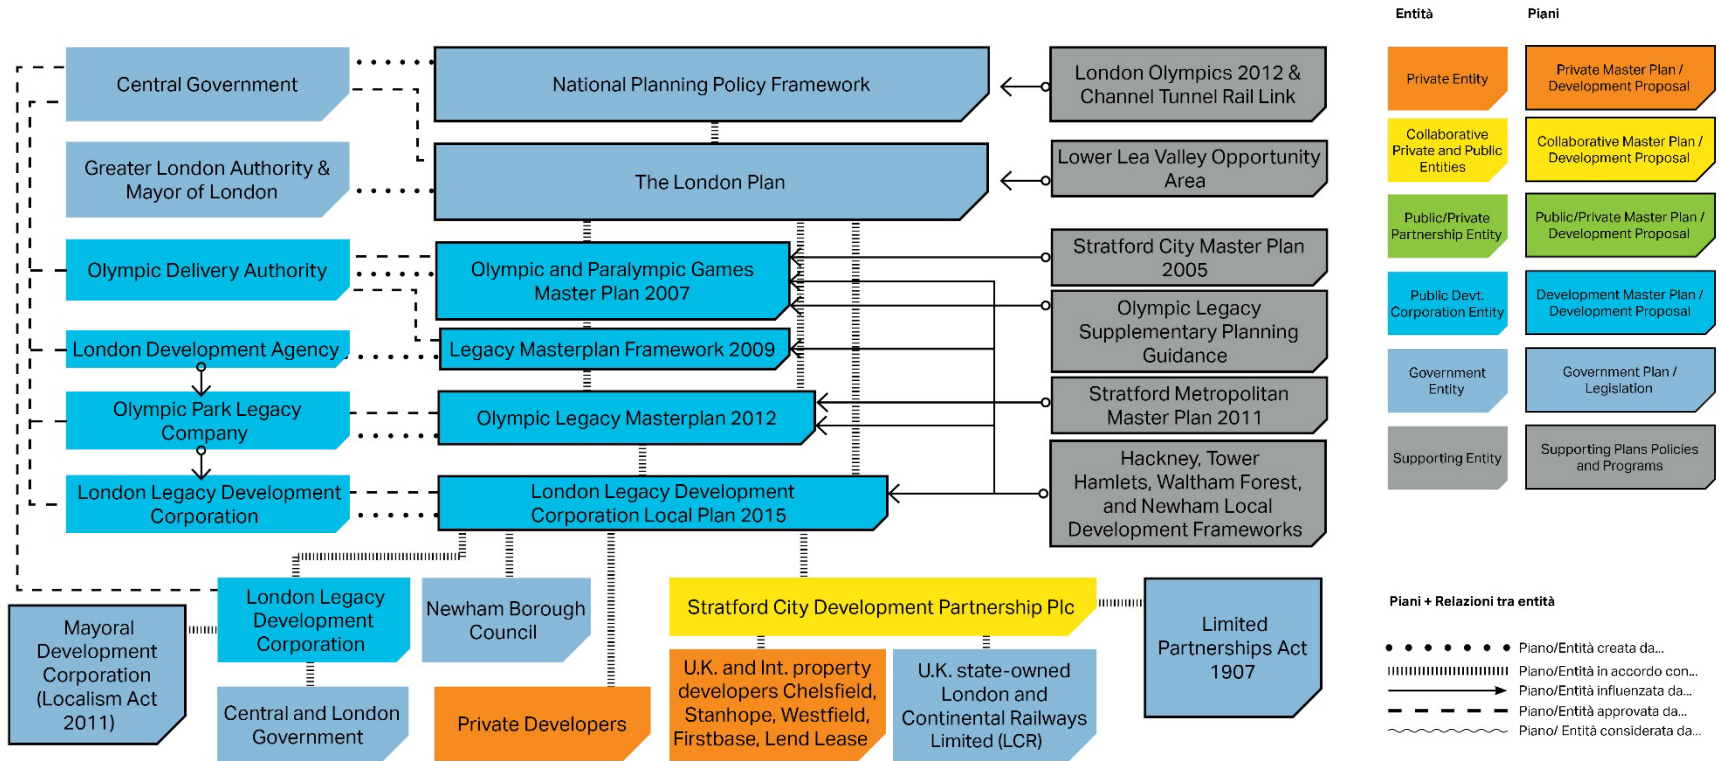 Central Government
National Planning Policy Framework
London Olympics 2012 &
Channel Tunnel Rail Link
Greater London Authority &
Mayor of London
The London Plan
Lower Lea Valley Opportunity
Area
Olympic Delivery Authority
Olympic and Paralympic Games
Master Plan 2007
Stratford City Master Plan
2005
London Development Agency
Legacy Masterplan Framework 2009
Olympic Legacy
Supplementary Planning
Guidance
Olympic Park Legacy
Company
Olympic Legacy Masterplan 2012
Stratford Metropolitan
Master Plan 2011
London Legacy Development
Corporation
London Legacy Development
Corporation Local Plan 2015
Hackney, Tower
Hamlets, Waltham Forest,
and Newham Local
Development Frameworks
Mayoral
Development
Corporation
(Localism Act
2011)
London Legacy
Development
Corporation
Newham Borough
Council
Stratford City Development Partnership Plc
Limited
Partnerships Act
1907
Central and London
Government
Private Developers
U.K. and Int. property
developers Chelsfield,
Stanhope, Westfield,
Firstbase, Lend Lease
U.K. state-owned
London and
Continental Railways
Limited (LCR)
Entità
Piani
Private Entity
Private Master Plan /
Development Proposal
Collaborative
Private and Public
Entities
Collaborative Master Plan /
Development Proposal
Public/Private
Partnership Entity
Public/Private Master Plan /
Development Proposal
Public Devt.
Corporation Entity
Development Master Plan /
Development Proposal
Government
Entity
Government Plan /
Legislation
Supporting Entity
Supporting Plans Policies
and Programs
Piani + Relazioni tra entità
Piano/Entità creata da...
Piano/Entità in accordo con...
Piano/Entità influenzata da...
Piano/Entità approvata da...
Piano/ Entità considerata da...